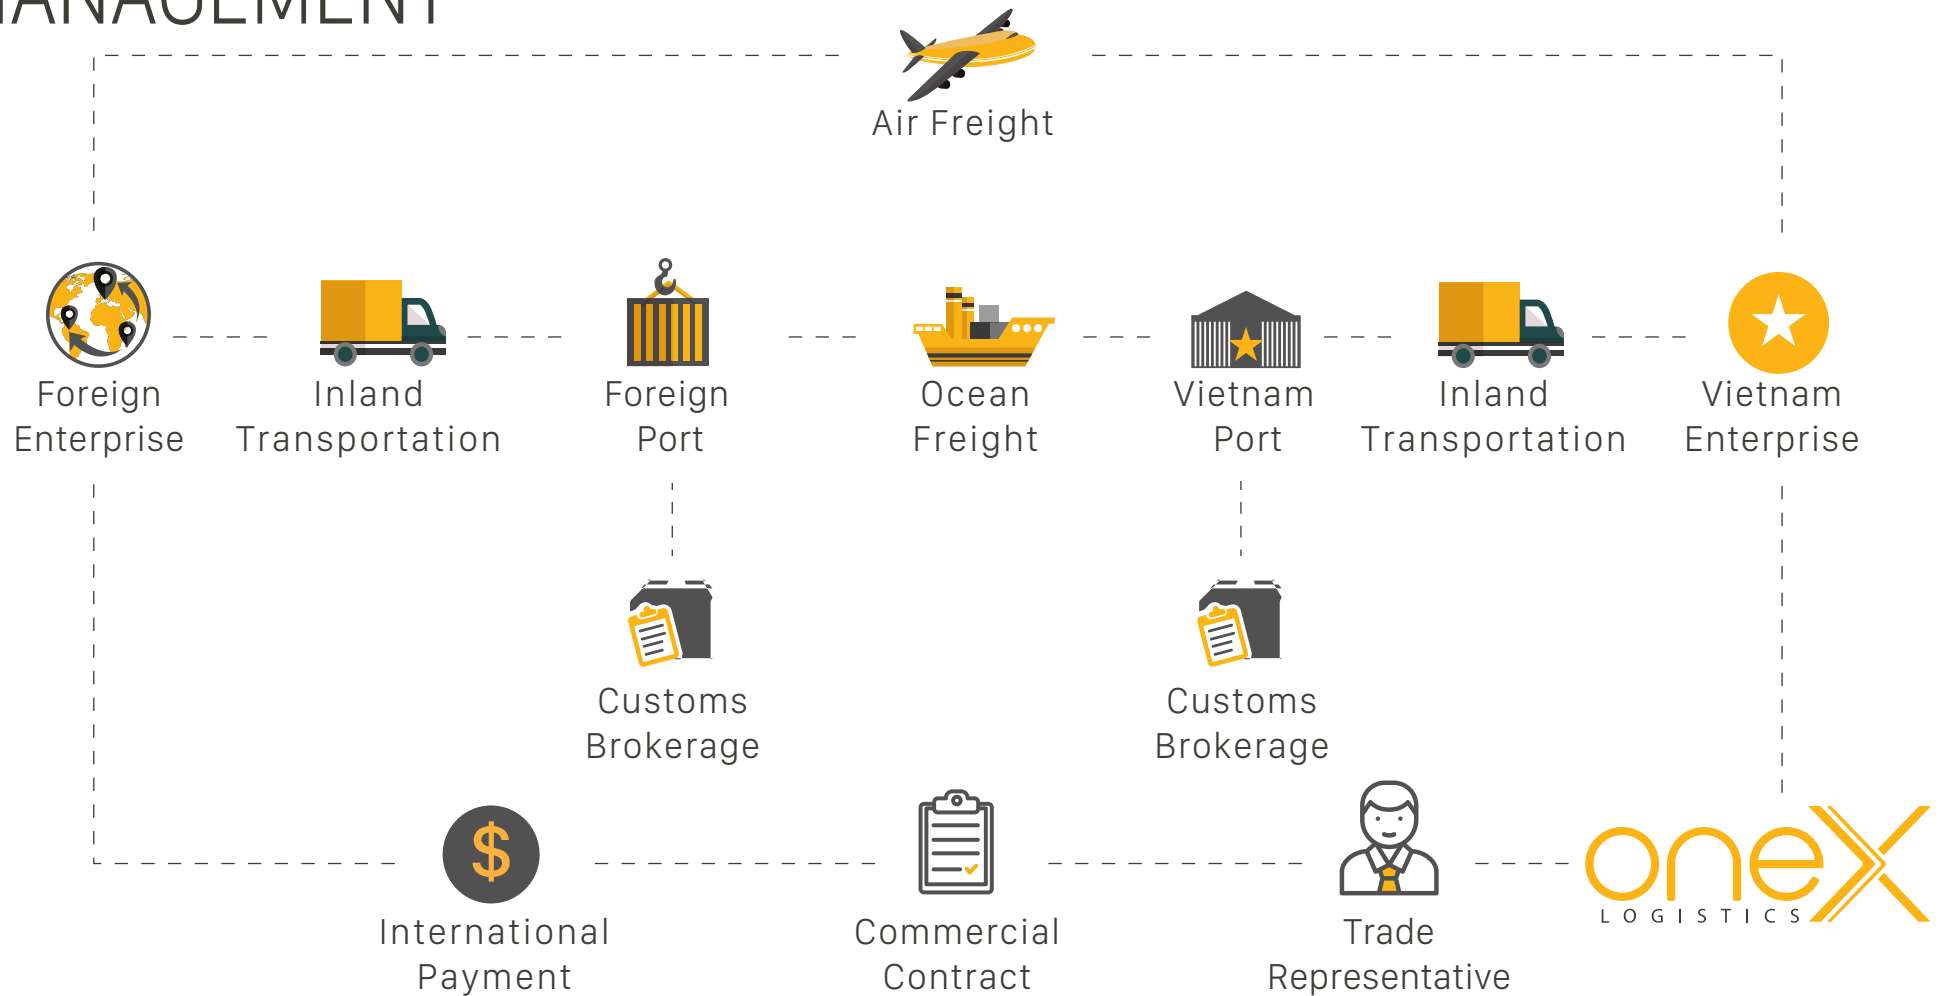 MANAGEMENT
Air Freight
Foreign
Enterprise
Inland
Transportation
Foreign
Port
Ocean
Freight
Vietnam
Port
Inland
Transportation
Vietnam
Enterprise
Customs
Brokerage
Customs
Brokerage
$
International
Payment
Commercial
Contract
Trade
Representative
oneX
LOGISTICS